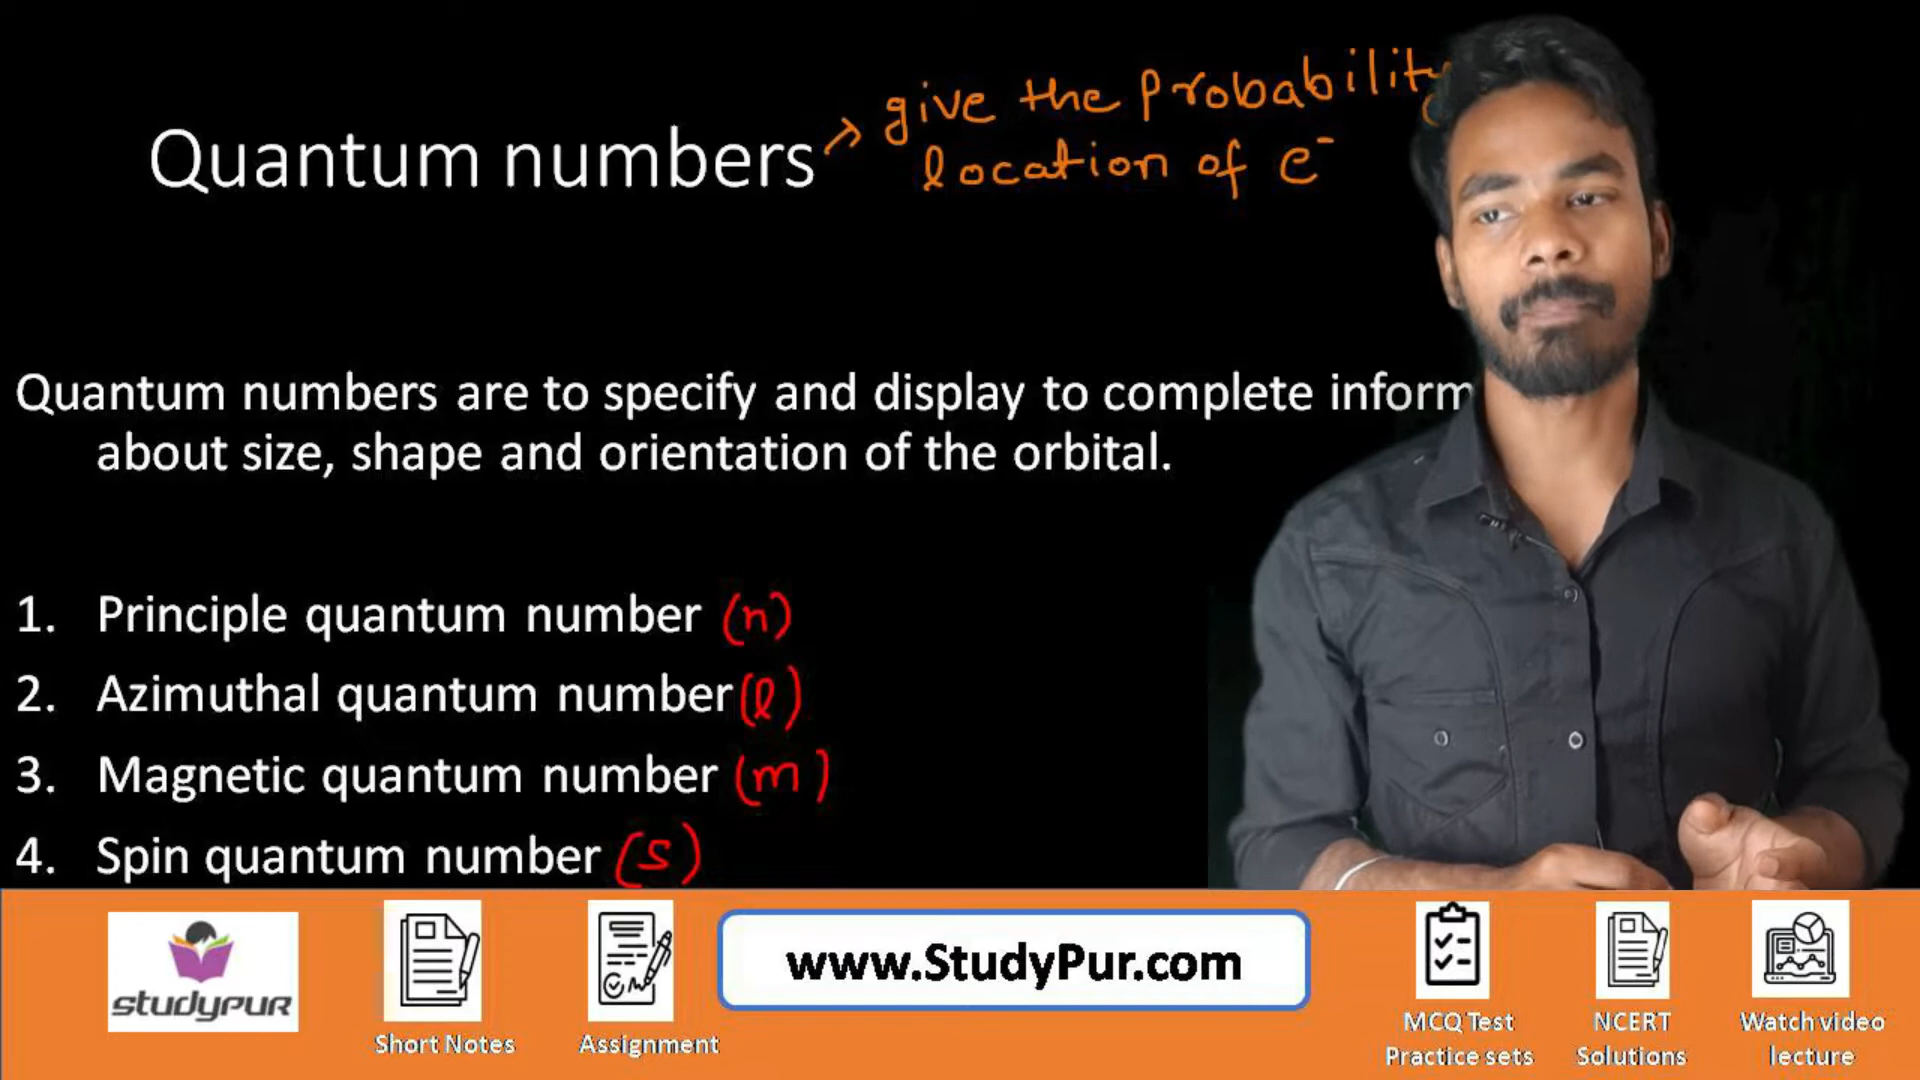 give the Probability
Quantum numbers → location of e⁻
Quantum numbers are to specify and display to complete inform
about size, shape and orientation of the orbital.
1. Principle quantum number (n)
2. Azimuthal quantum number (l)
3. Magnetic quantum number (m)
4. Spin quantum number (s)
studypur
Short Notes
Assignment
www.StudyPur.com
MCQ Test
Practice sets
NCERT
Solutions
Watch video
lecture